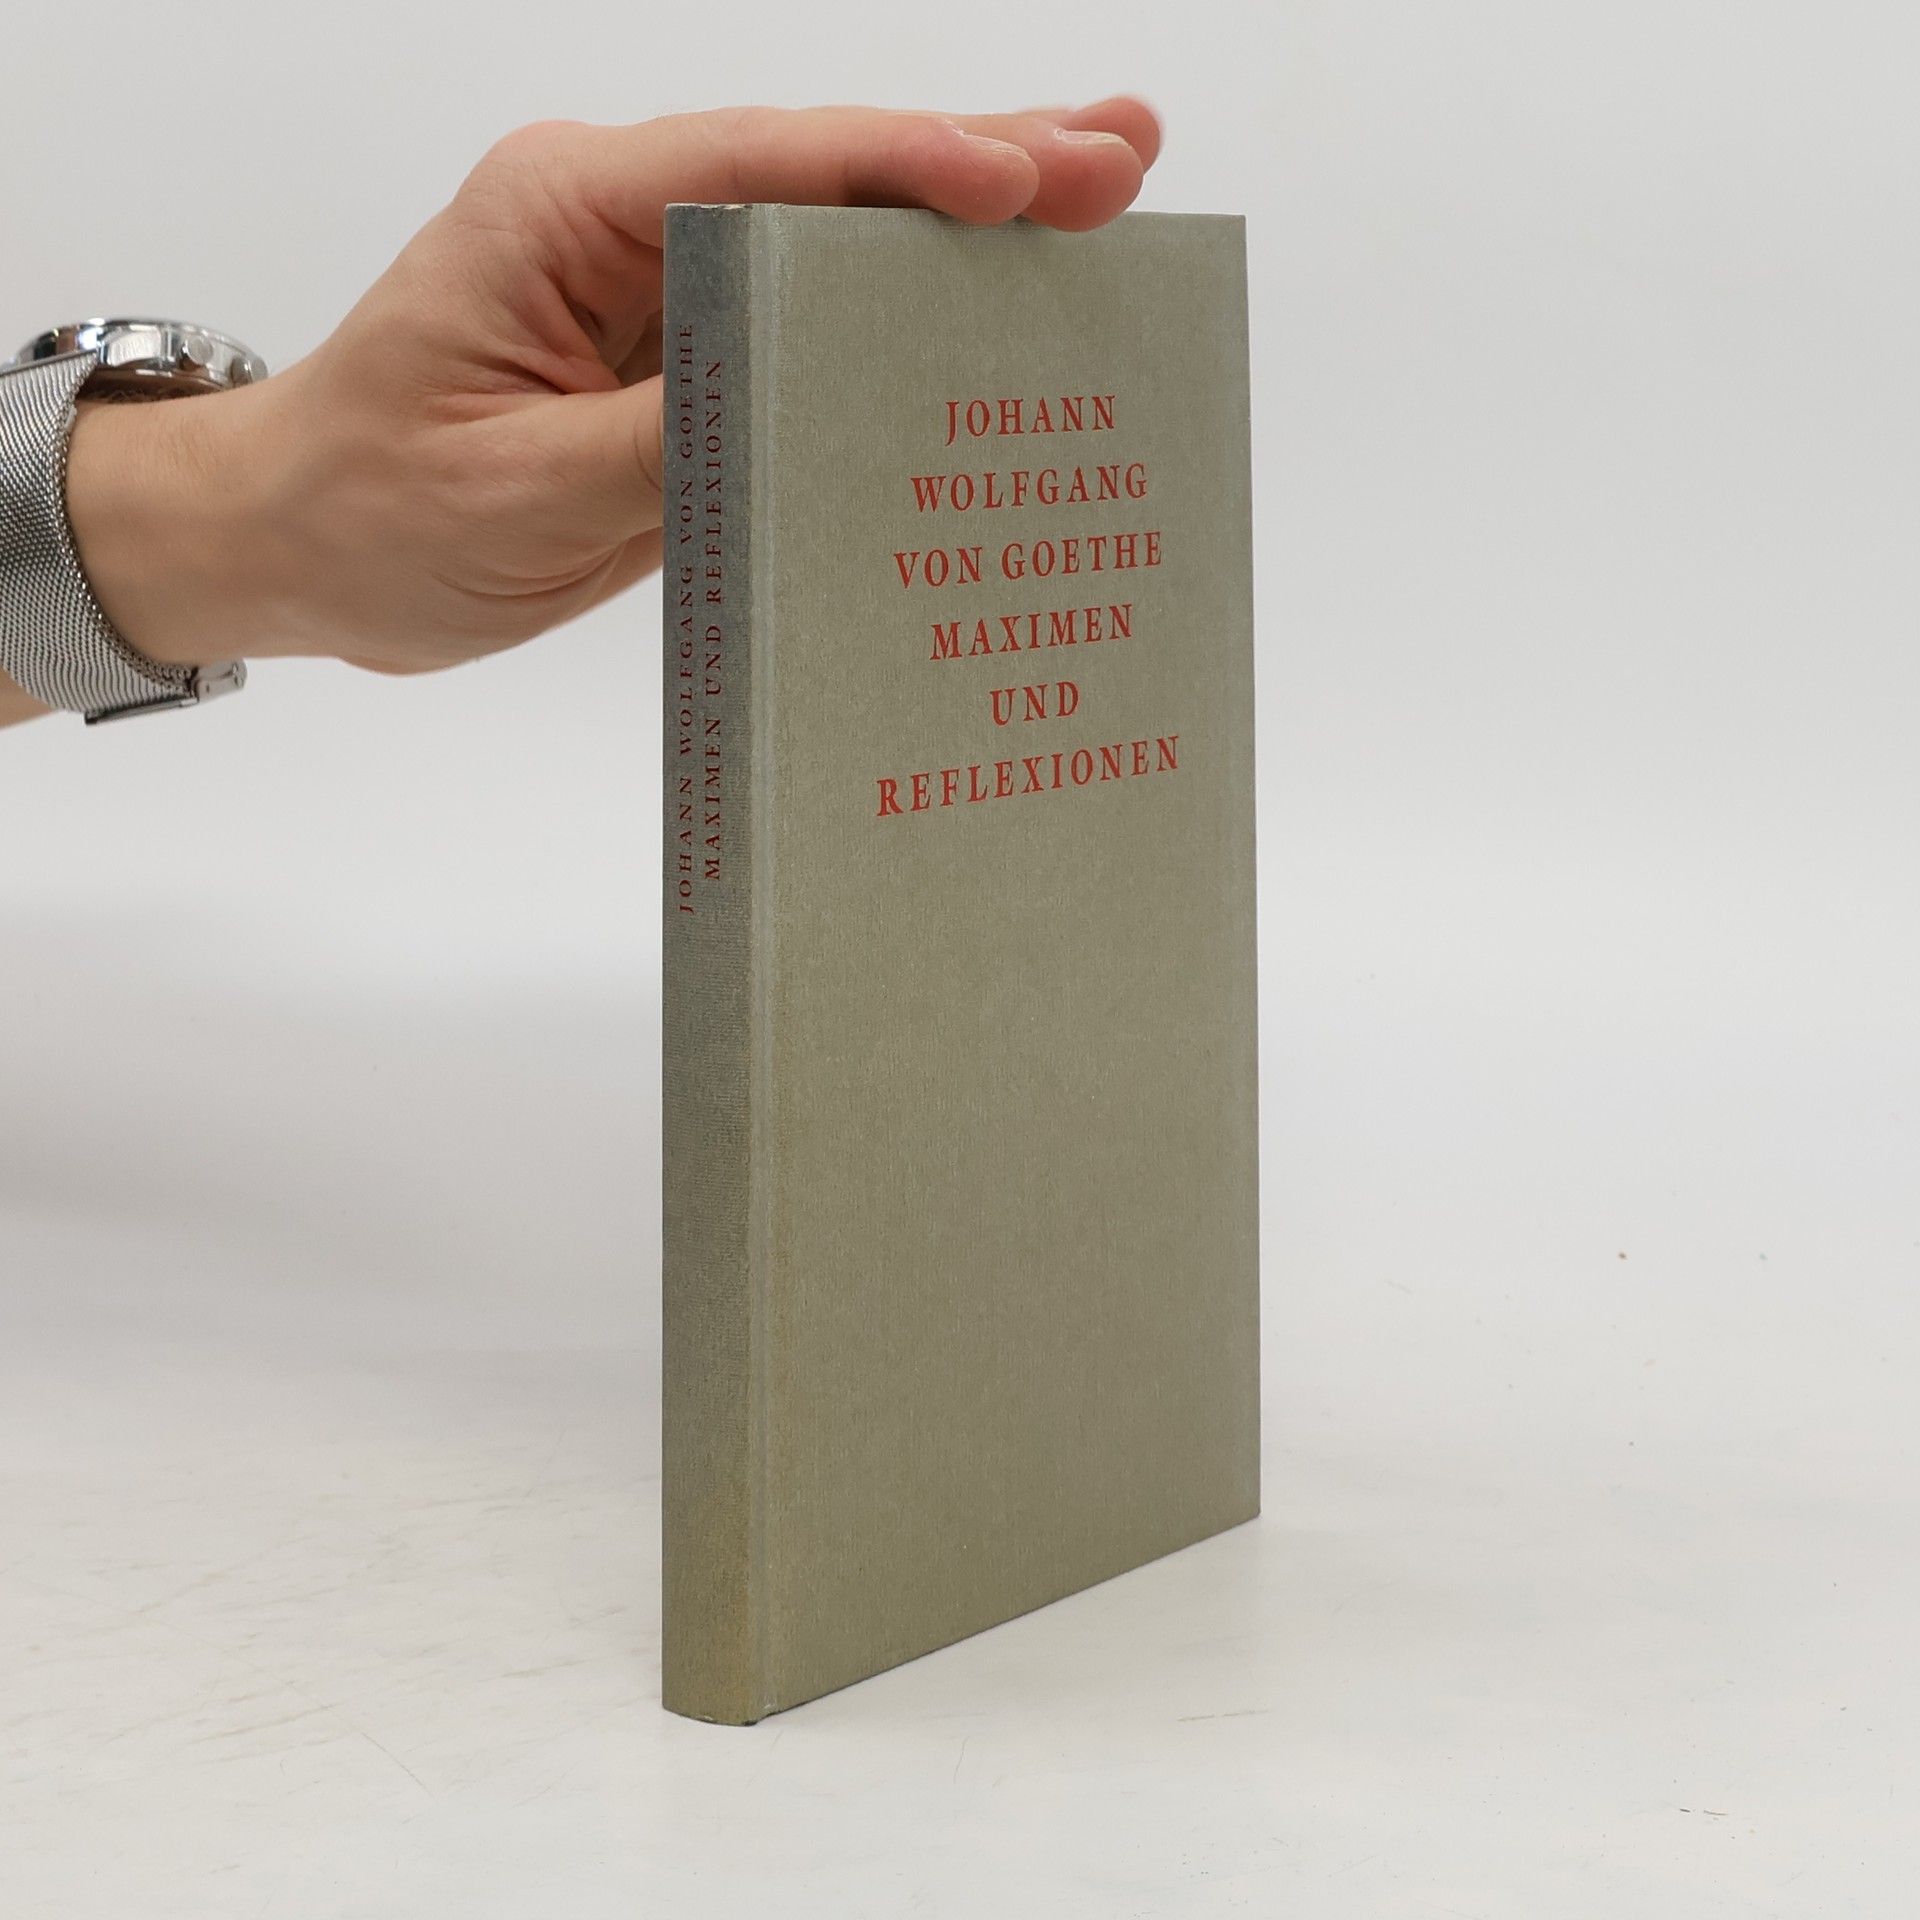 JOHANN WOLFGANG VON GOETHE
MAXIMEN UND REFLEXIONEN
JOHANN
WOLFGANG
VON GOETHE
MAXIMEN
UND
REFLEXIONEN